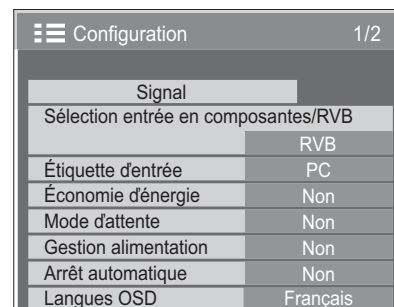 Configuration 1/2
Signal
Sélection entrée en composantes/RVB
RVB
Étiquette d'entrée PC
Économie d'énergie Non
Mode d'attente Non
Gestion alimentation Non
Arrêt automatique Non
Langues OSD Français